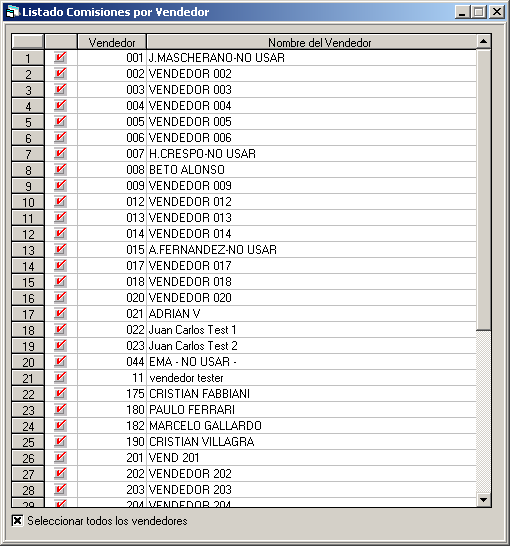 Listado Comisiones por Vendedor
Vendedor Nombre del Vendedor
1 001 J.MASCHERANO-NO USAR
2 002 VENDEDOR 002
3 003 VENDEDOR 003
4 004 VENDEDOR 004
5 005 VENDEDOR 005
6 006 VENDEDOR 006
7 007 H.CRESPO-NO USAR
8 008 BETO ALONSO
9 009 VENDEDOR 009
10 012 VENDEDOR 012
11 013 VENDEDOR 013
12 014 VENDEDOR 014
13 015 A.FERNANDEZ-NO USAR
14 017 VENDEDOR 017
15 018 VENDEDOR 018
16 020 VENDEDOR 020
17 021 ADRIAN V
18 022 Juan Carlos Test 1
19 023 Juan Carlos Test 2
20 044 EMA - NO USAR -
21 11 vendedor tester
22 175 CRISTIAN FABBIANI
23 180 PAULO FERRARI
24 182 MARCELO GALLARDO
25 190 CRISTIAN VILLAGRA
26 201 VEND 201
27 202 VENDEDOR 202
28 203 VENDEDOR 203
29 204 VENDEDOR 204
Seleccionar todos los vendedores